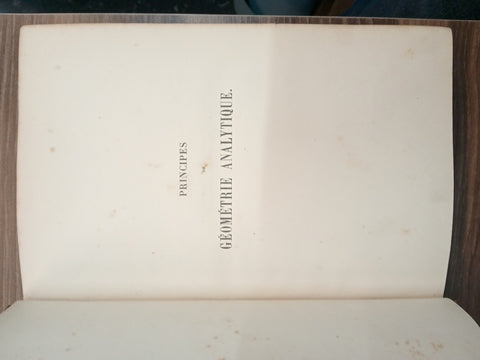 PRINCIPES
GÉOMÉTRIE ANALYTIQUE.